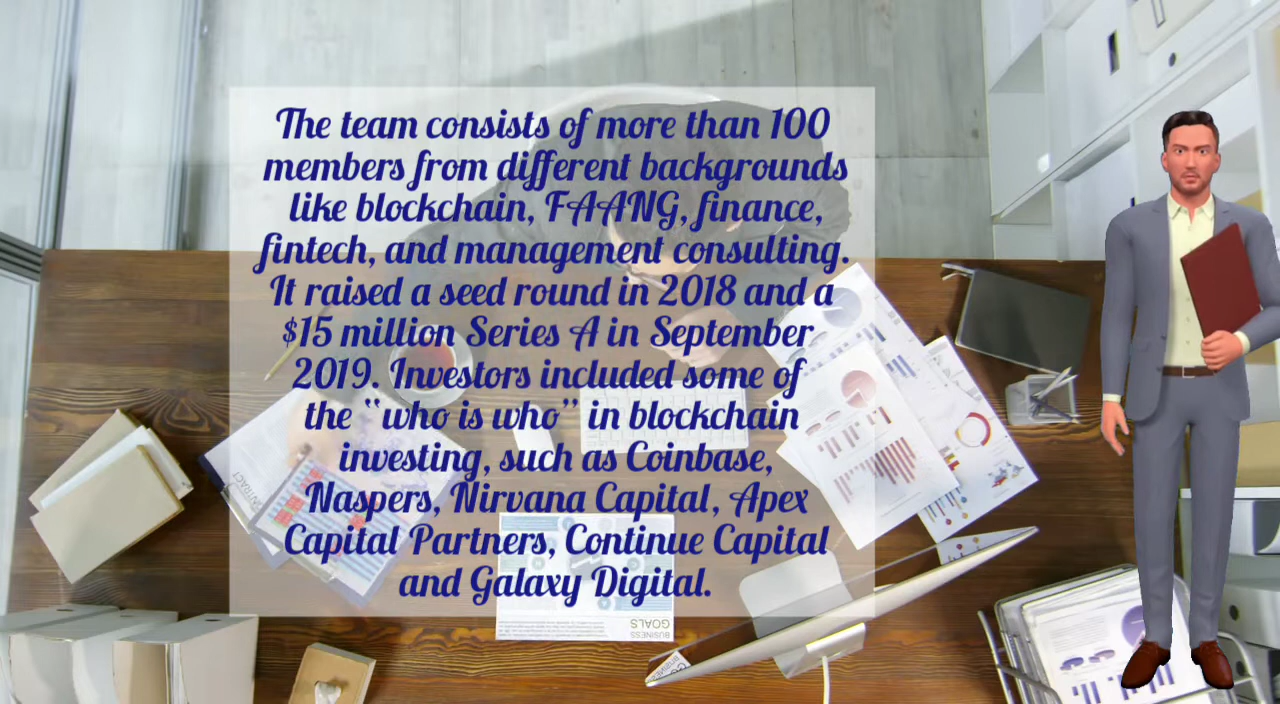 The team consists of more than 100
members from different backgrounds
like blockchain, FAANG, finance,
fintech, and management consulting.
It raised a seed round in 2018 and a
$15 million Series A in September
2019. Investors included some of
the “who is who” in blockchain
investing, such as Coinbase,
Naspers, Nirvana Capital, Apex
Capital Partners, Continue Capital
and Galaxy Digital.
BUSINESS
GOALS